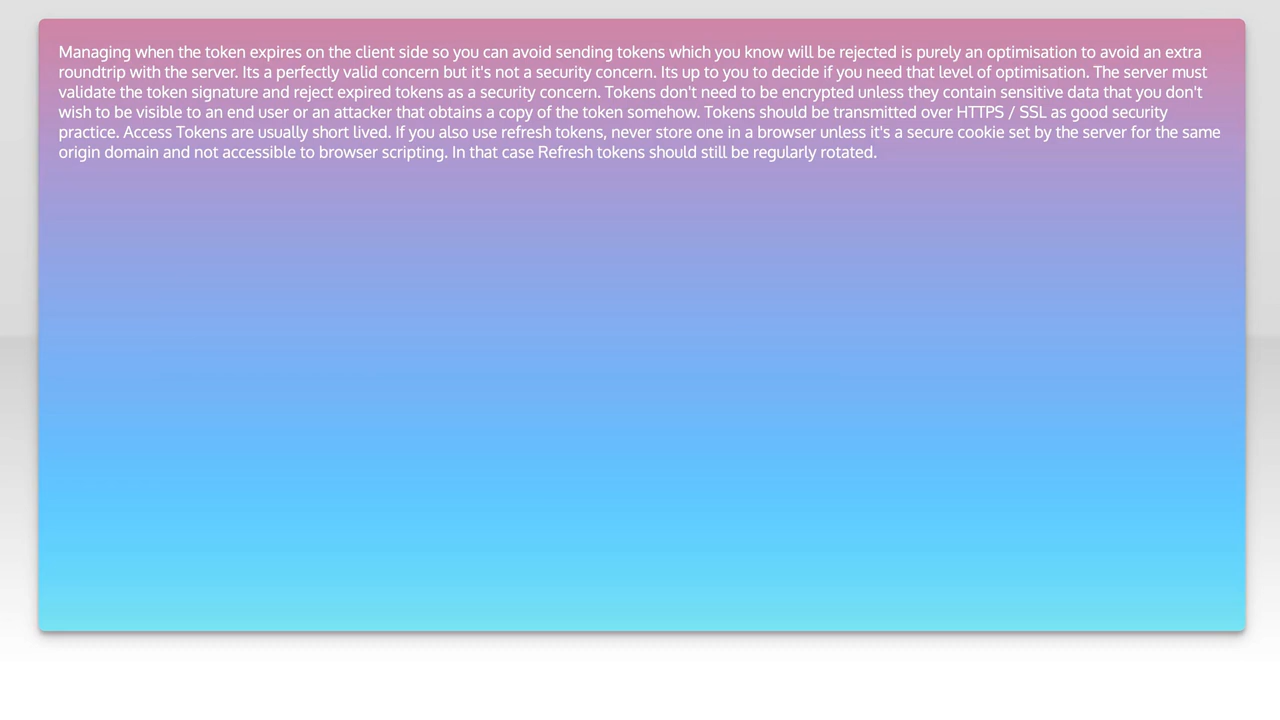 Managing when the token expires on the client side so you can avoid sending tokens which you know will be rejected is purely an optimisation to avoid an extra
roundtrip with the server. Its a perfectly valid concern but it's not a security concern. Its up to you to decide if you need that level of optimisation. The server must
validate the token signature and reject expired tokens as a security concern. Tokens don't need to be encrypted unless they contain sensitive data that you don't
wish to be visible to an end user or an attacker that obtains a copy of the token somehow. Tokens should be transmitted over HTTPS / SSL as good security
practice. Access Tokens are usually short lived. If you also use refresh tokens, never store one in a browser unless it's a secure cookie set by the server for the same
origin domain and not accessible to browser scripting. In that case Refresh tokens should still be regularly rotated.